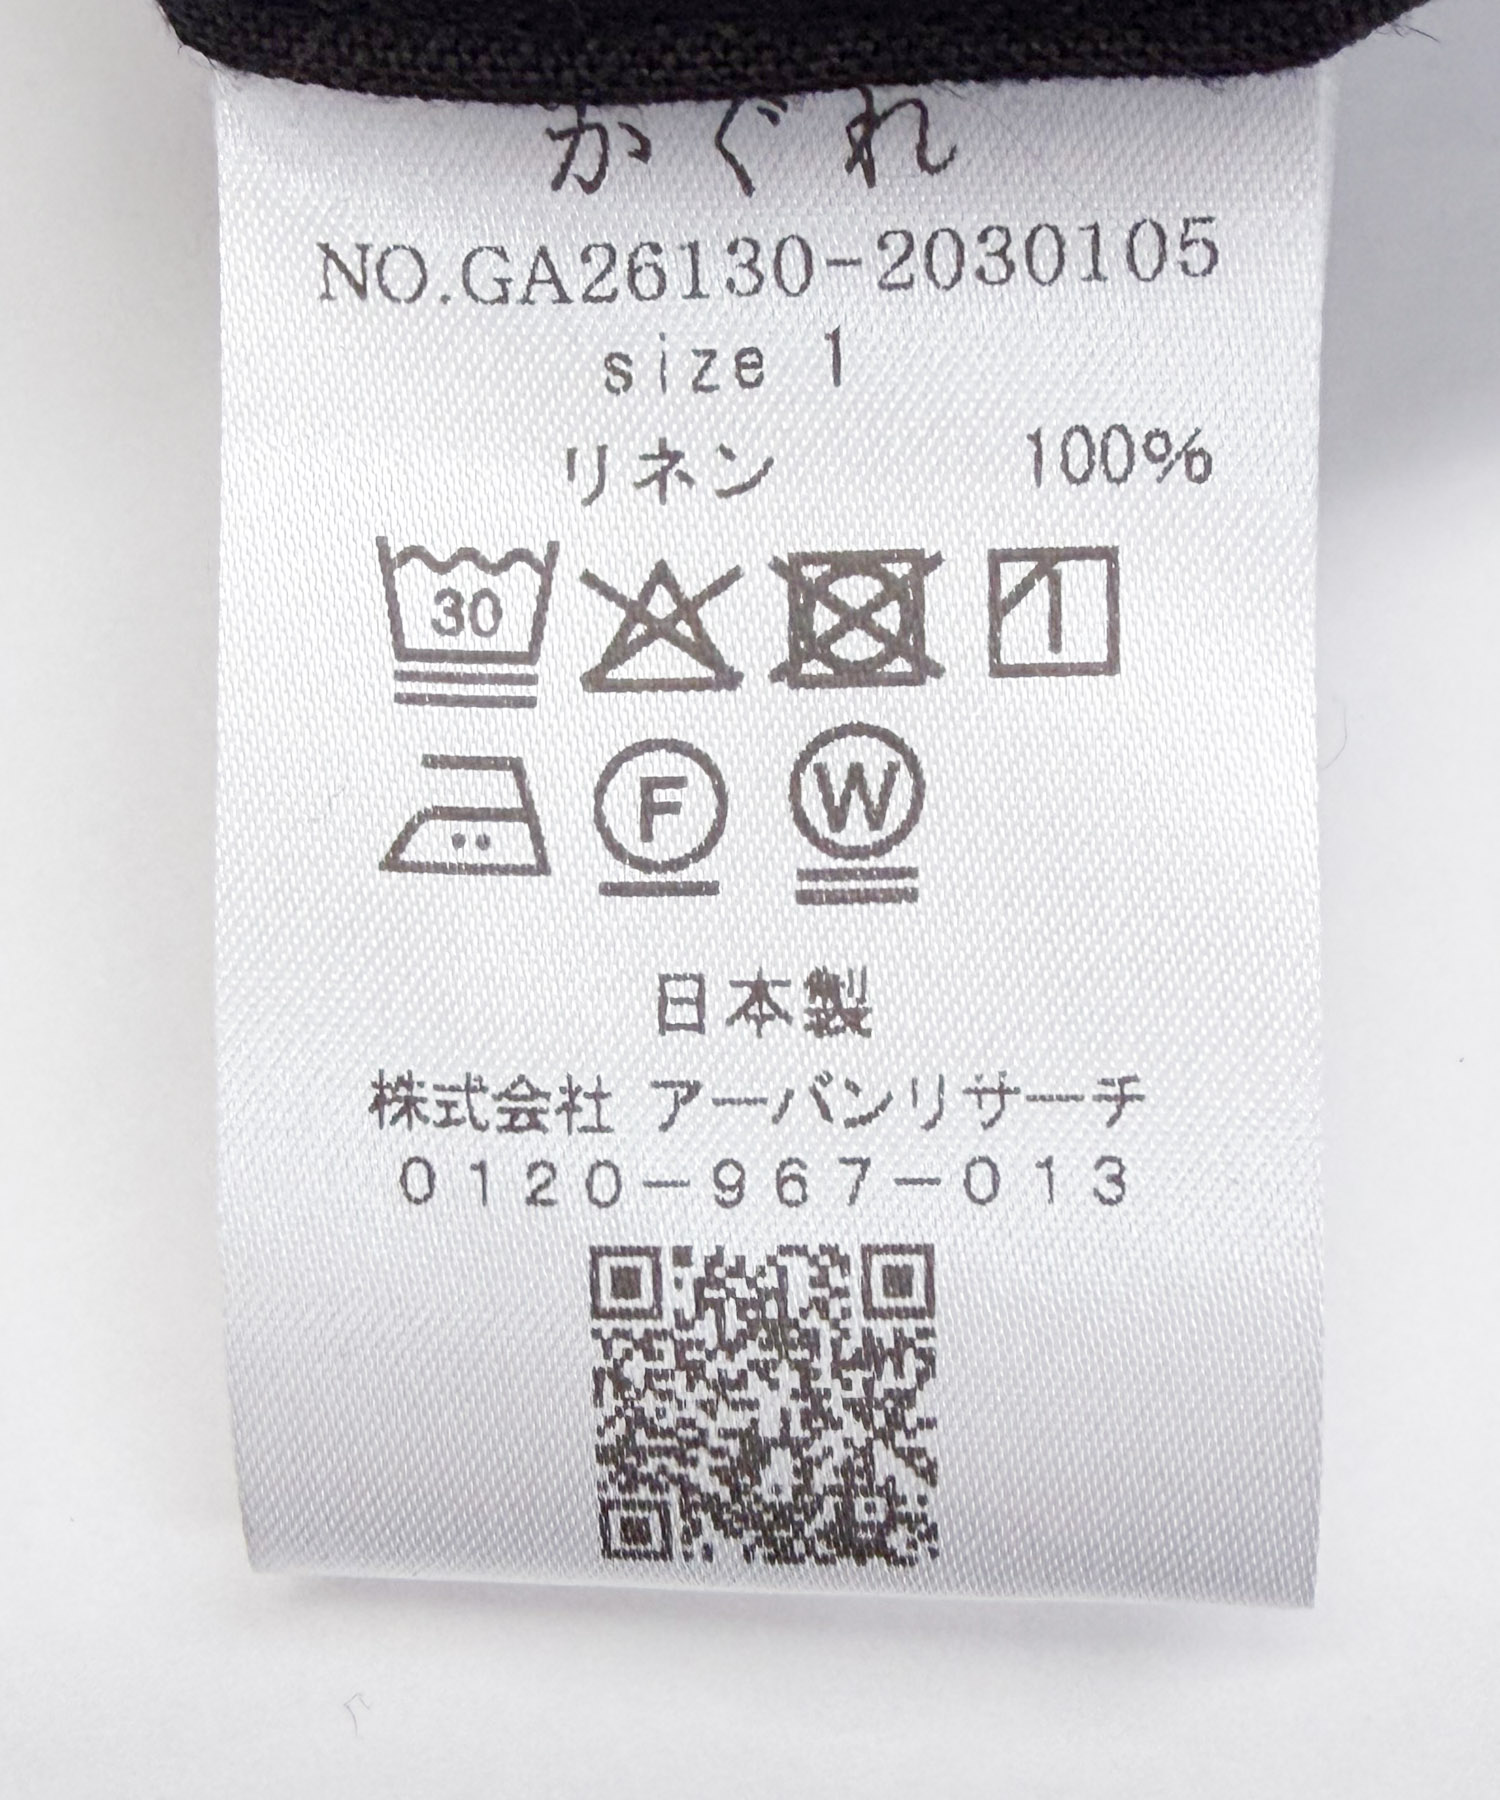 かぐれ
NO.GA26130-2030105
size 1
リネン 100%
30
F
W
日本製
株式会社 アーバンリサーチ
0120-967-013